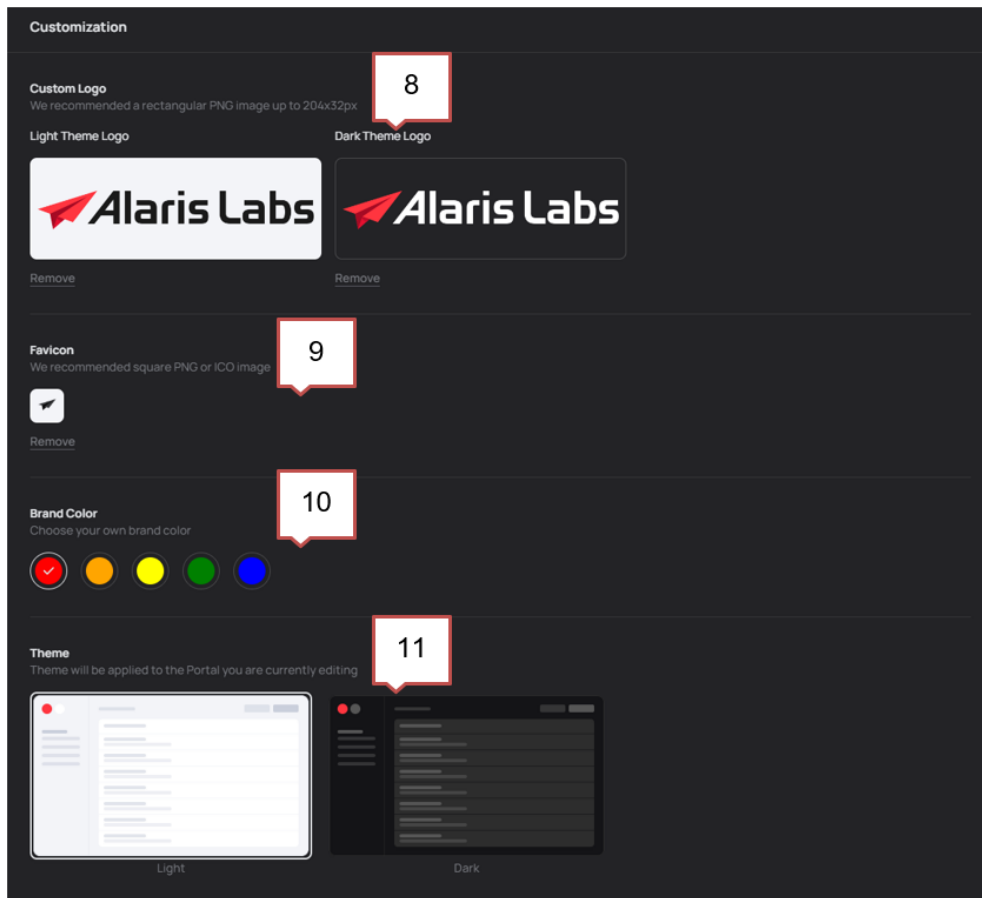 Customization
8
Custom Logo
We recommended a rectangular PNG image up to 204x32px
Light Theme Logo
Dark Theme Logo
Alaris Labs
Alaris Labs
Remove
Remove
9
Favicon
We recommended square PNG or ICO image
Remove
10
Brand Color
Choose your own brand color
11
Theme
Theme will be applied to the Portal you are currently editing
Light
Dark